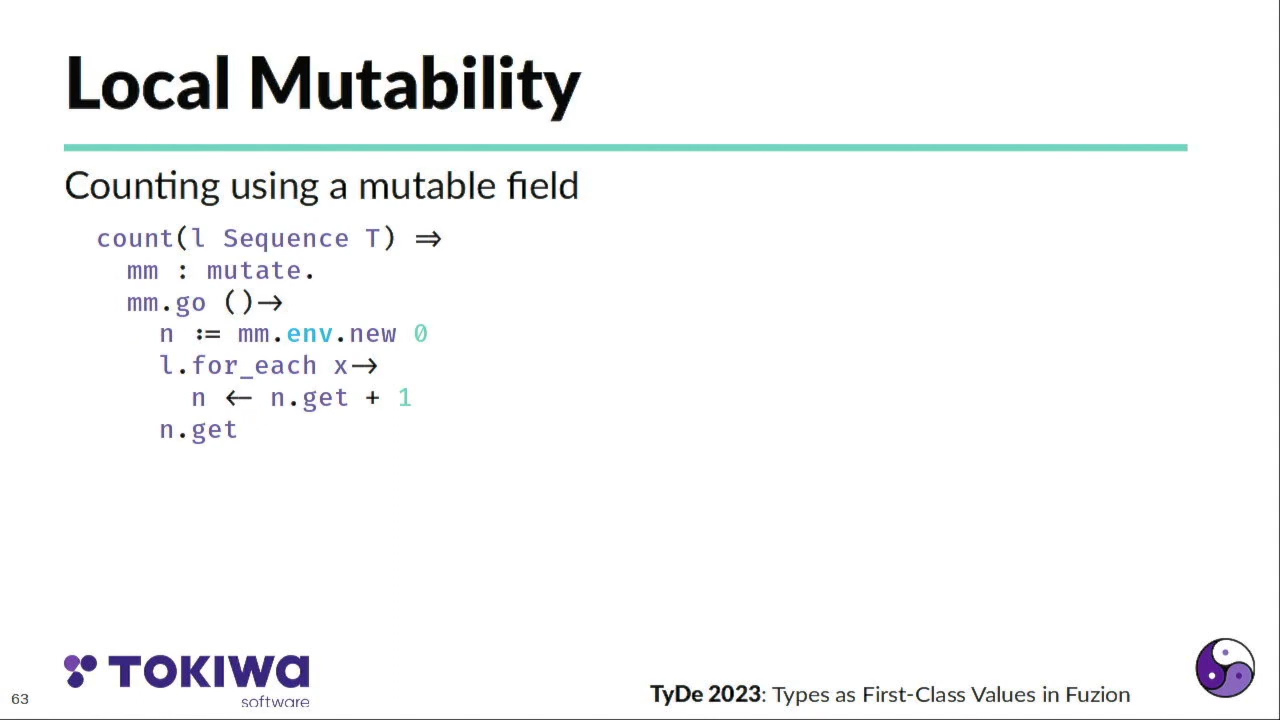 Local Mutability
Counting using a mutable field
count(l Sequence T) ⇒
  mm : mutate.
  mm.go ()→
    n := mm.env.new 0
    l.for_each x→
      n ← n.get + 1
    n.get
63
TOKIWA
software
TyDe 2023: Types as First-Class Values in Fuzion